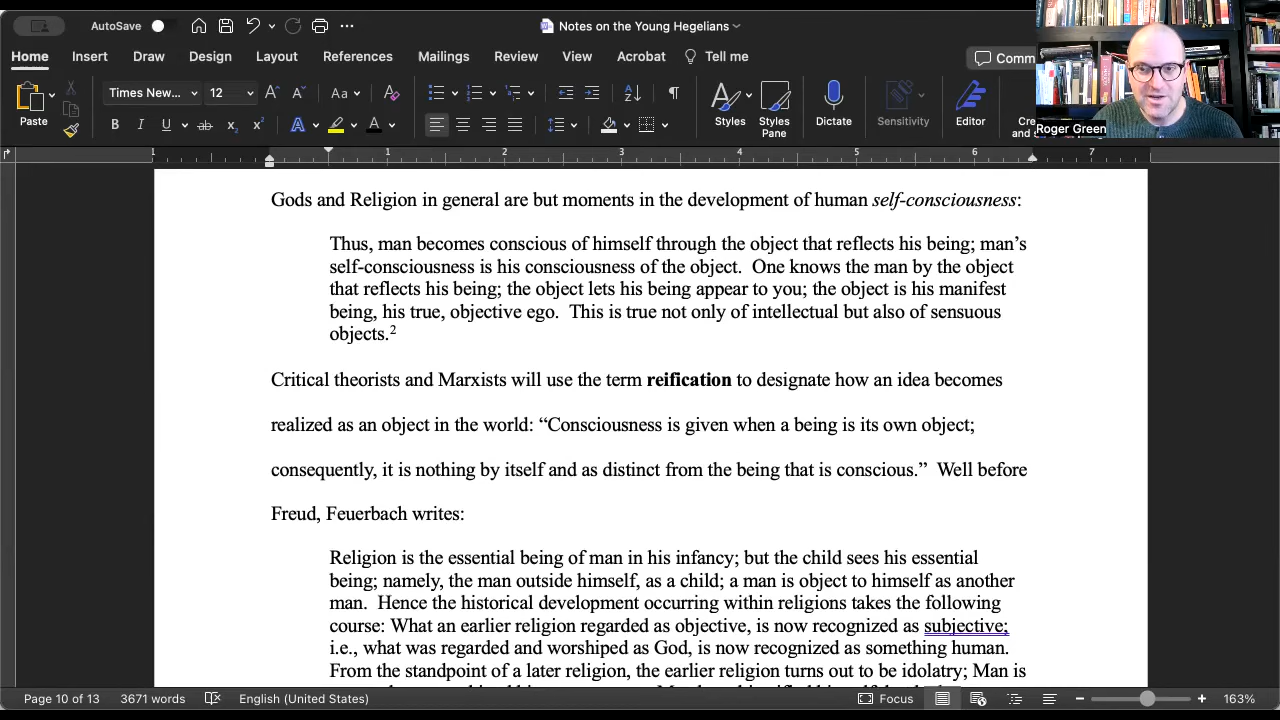 AutoSave
Notes on the Young Hegelians
Home Insert Draw Design Layout References Mailings Review View Acrobat Tell me Comm
Times New... 12 Aa
Paste Styles Styles Pane Dictate Sensitivity Editor Cre and s
Roger Green
1 1 2 3 4 5 6 7
Gods and Religion in general are but moments in the development of human self-consciousness:
Thus, man becomes conscious of himself through the object that reflects his being; man’s
self-consciousness is his consciousness of the object. One knows the man by the object
that reflects his being; the object lets his being appear to you; the object is his manifest
being, his true, objective ego. This is true not only of intellectual but also of sensuous
objects.2
Critical theorists and Marxists will use the term reification to designate how an idea becomes
realized as an object in the world: “Consciousness is given when a being is its own object;
consequently, it is nothing by itself and as distinct from the being that is conscious.” Well before
Freud, Feuerbach writes:
Religion is the essential being of man in his infancy; but the child sees his essential
being; namely, the man outside himself, as a child; a man is object to himself as another
man. Hence the historical development occurring within religions takes the following
course: What an earlier religion regarded as objective, is now recognized as subjective;
i.e., what was regarded and worshiped as God, is now recognized as something human.
From the standpoint of a later religion, the earlier religion turns out to be idolatry; Man is
Page 10 of 13 3671 words English (United States) Focus 163%